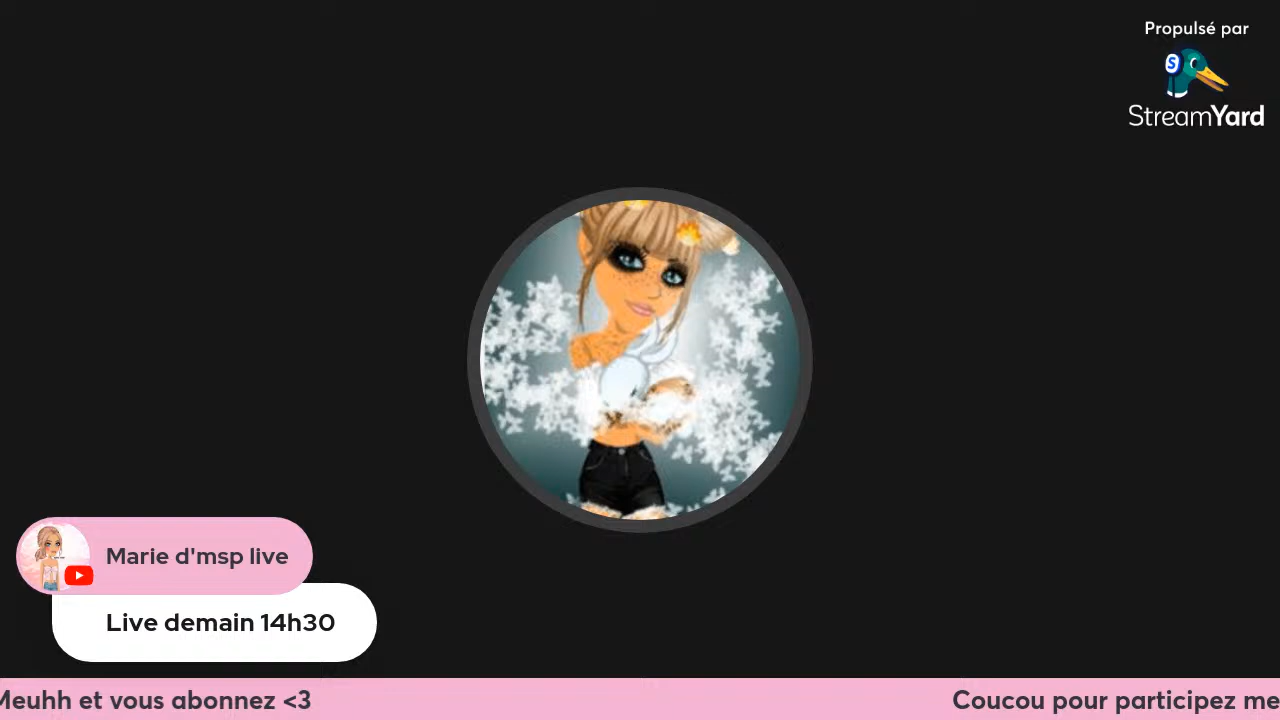 Propulsé par
S
StreamYard
Marie d'msp live
Live demain 14h30
Meuhh et vous abonnez <3
Coucou pour participez me